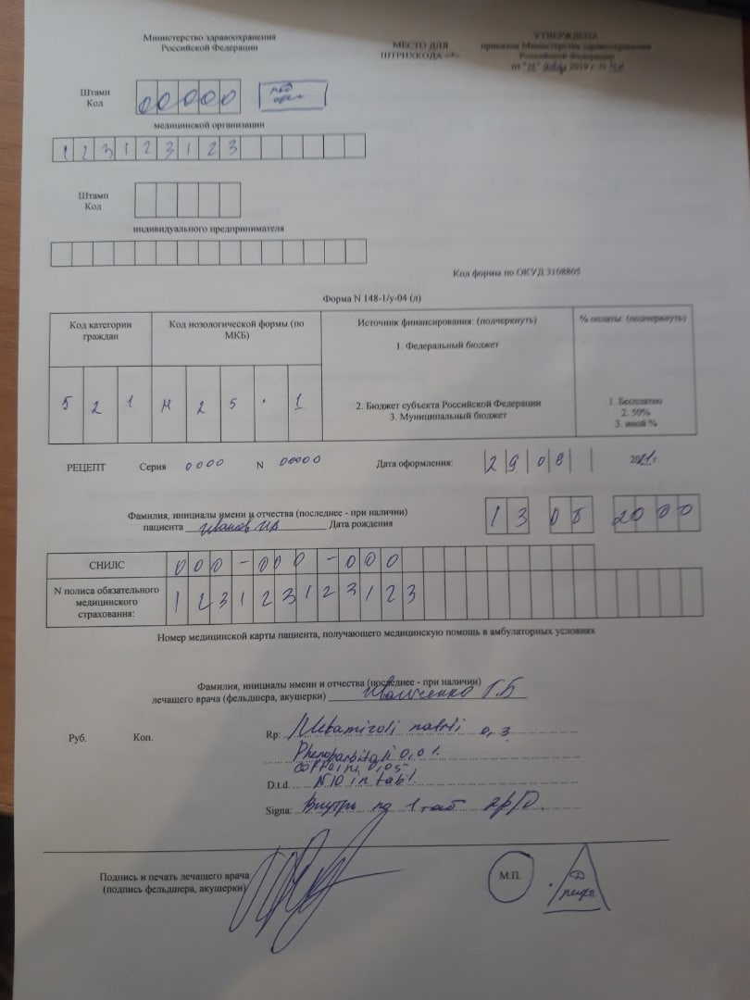 Министерство здравоохранения
Российской Федерации
МЕСТО ДЛЯ
ШТРИХКОДА <*>
УТВЕРЖДЕНА
приказом Министерства здравоохранения
Российской Федерации
от 2019 г. №
Штамп
Код
00000
медицинской организации
123123123
Штамп
Код
индивидуального предпринимателя
Код формы по ОКУД 3108805
Форма N 148-1/у-04 (л)
Код категории граждан
Код нозологической формы (по МКБ)
Источник финансирования: (подчеркнуть)
1. Федеральный бюджет
2. Бюджет субъекта Российской Федерации
3. Муниципальный бюджет
% оплаты: (подчеркнуть)
1. Бесплатно
2. 50%
3. иной %
5 2 1 М 2 5 . 1
РЕЦЕПТ Серия 0000 N 00000 Дата оформления: 29 08 2021 г.
Фамилия, инициалы имени и отчества (последнее - при наличии)
пациента Иванов Дата рождения 13 05 2000
СНИЛС 000-000-000
N полиса обязательного медицинского страхования: 123123123123
Номер медицинской карты пациента, получающего медицинскую помощь в амбулаторных условиях
Фамилия, инициалы имени и отчества (последнее - при наличии)
лечащего врача (фельдшера, акушерки) Г.Б
Руб. Коп. Rp: Metamizoli natrii 0,3
Phenobarbitali 0,01
Coffeini 0,05
D.t.d. N10 in tabl.
Signa: Внутрь по 1 таб 2р/д.
Подпись и печать лечащего врача
(подпись фельдшера, акушерки)
М.П.